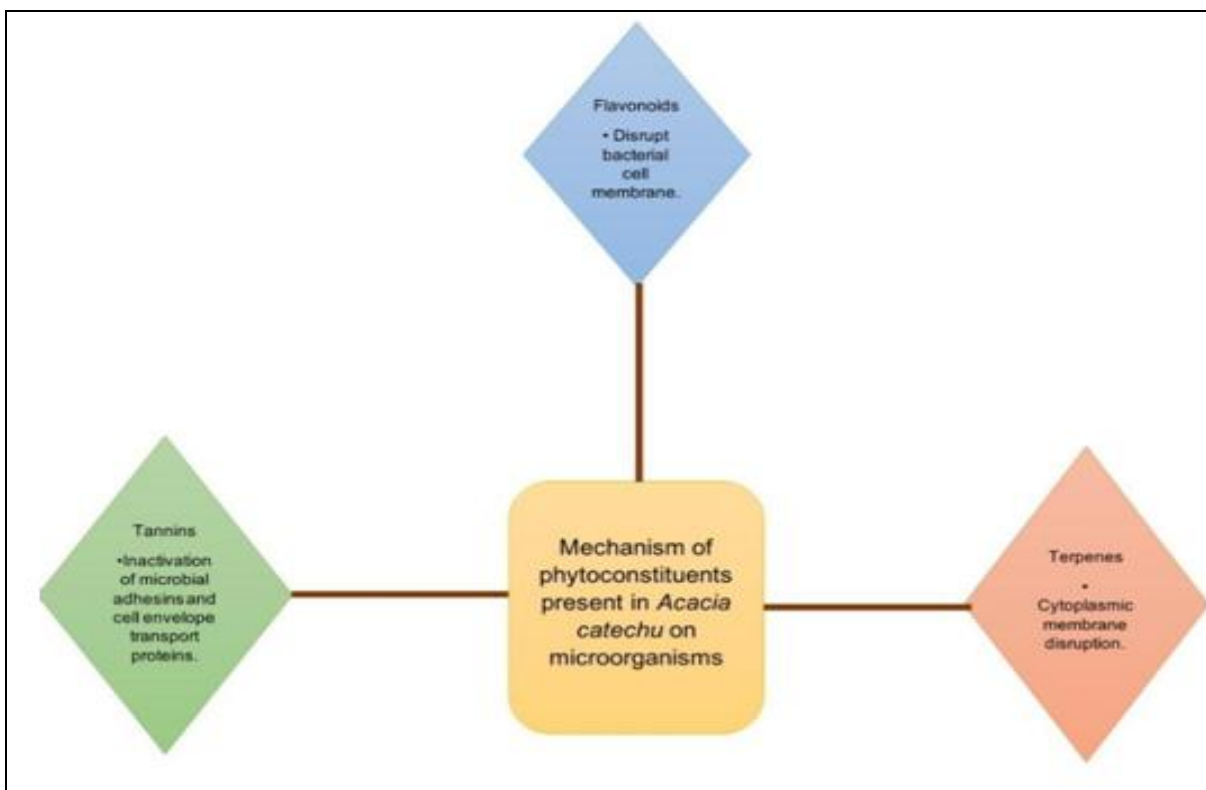 Flavonoids
• Disrupt
bacterial
cell
membrane.
Tannins
•Inactivation
of microbial
adhesins and
cell envelope
transport
proteins.
Mechanism of
phytoconstituents
present in Acacia
catechu on
microorganisms
Terpenes
•
Cytoplasmic
membrane
disruption.